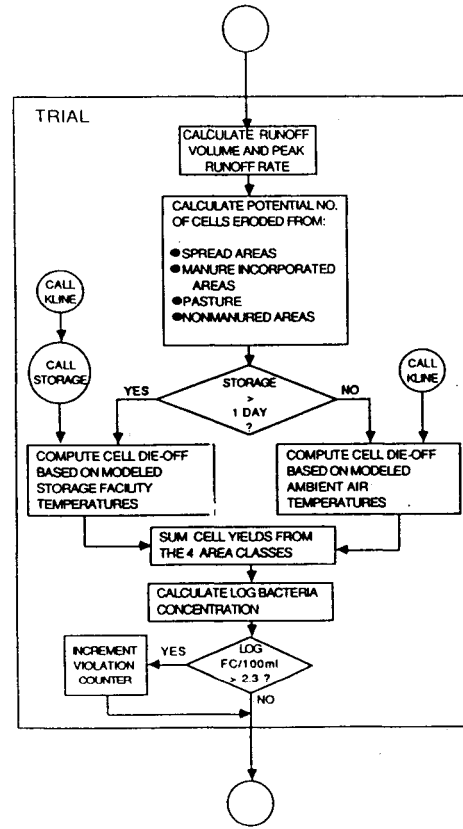 TRIAL
CALCULATE RUNOFF
VOLUME AND PEAK
RUNOFF RATE
CALCULATE POTENTIAL NO.
OF CELLS ERODED FROM:
●SPREAD AREAS
●MANURE INCORPORATED
AREAS
●PASTURE
●NONMANURED AREAS
CALL
KLINE
CALL
STORAGE
CALL
KLINE
YES
STORAGE
>
1 DAY
?
NO
COMPUTE CELL DIE-OFF
BASED ON MODELED
STORAGE FACILITY
TEMPERATURES
COMPUTE CELL DIE-OFF
BASED ON MODELED
AMBIENT AIR
TEMPERATURES
SUM CELL YIELDS FROM
THE 4 AREA CLASSES
CALCULATE LOG BACTERIA
CONCENTRATION
INCREMENT
VIOLATION
COUNTER
YES
LOG
FC/100ml
> 2.3 ?
NO